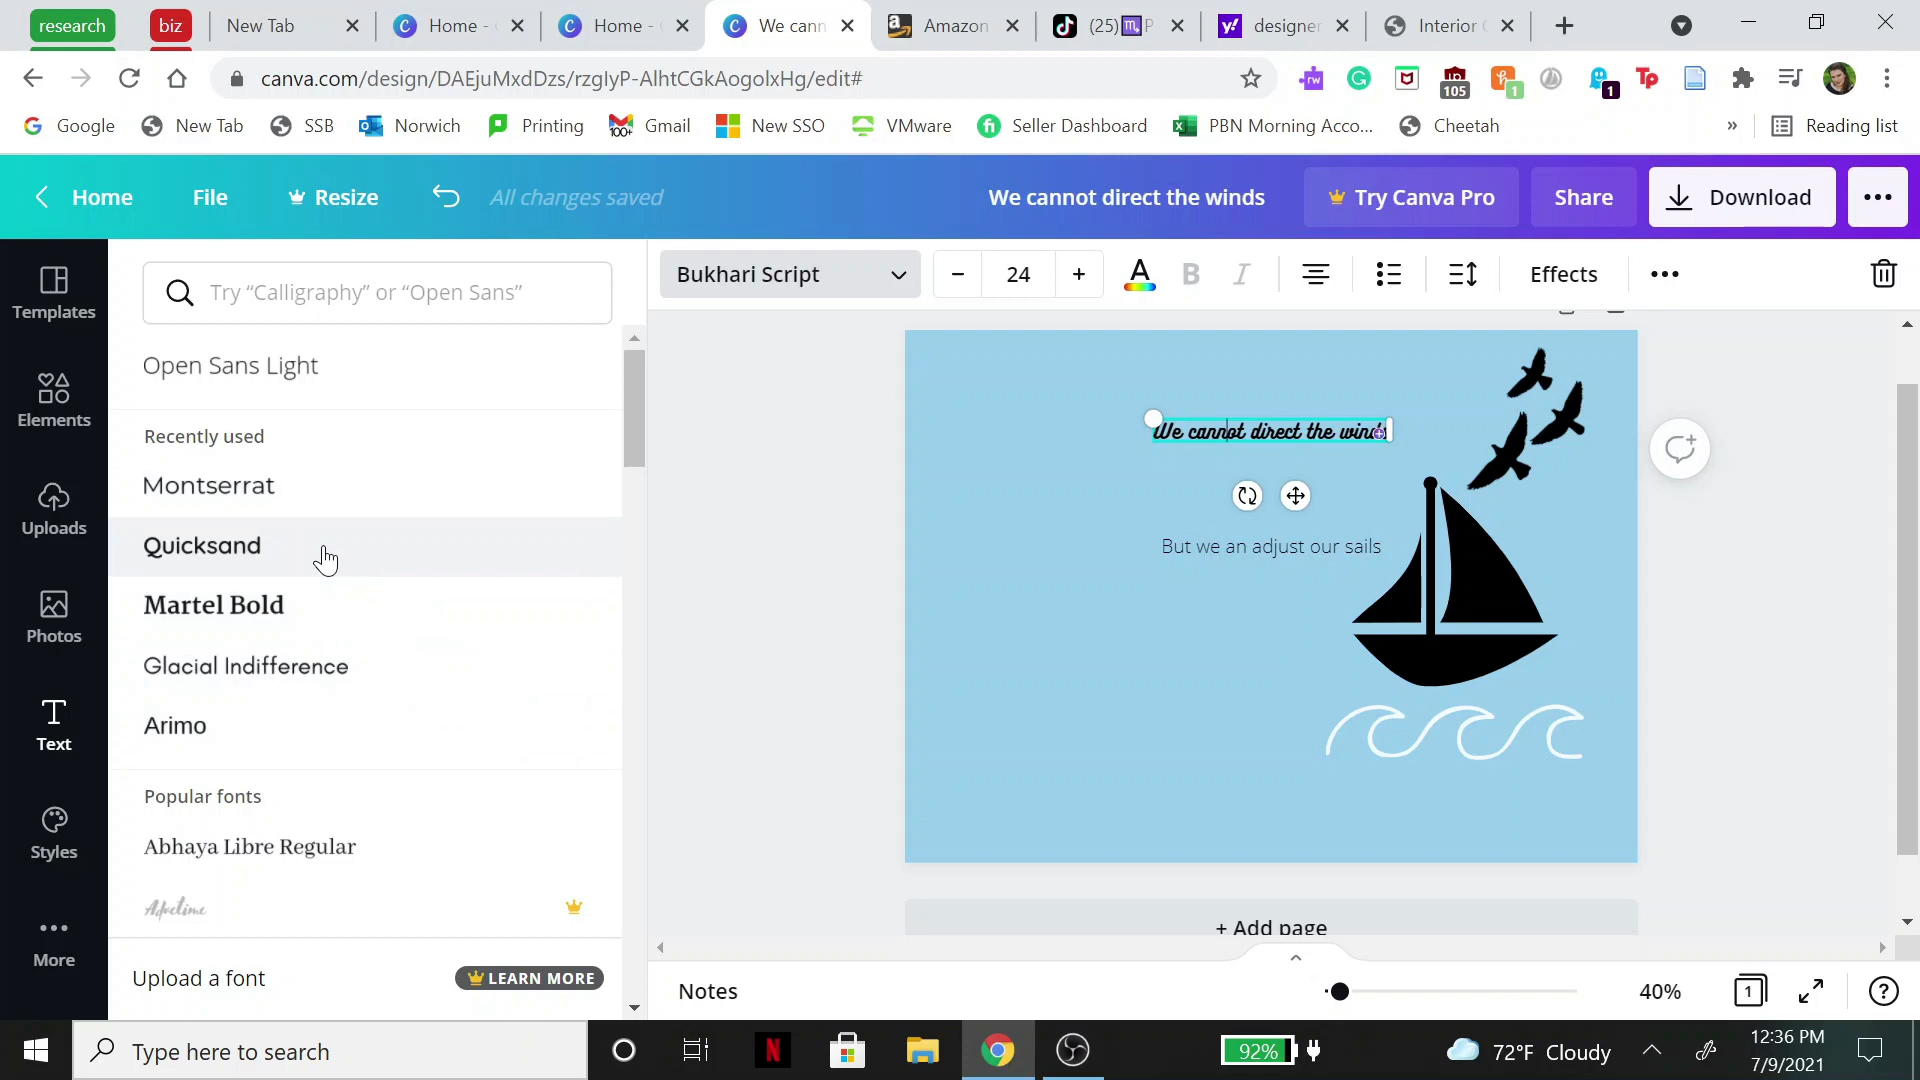 research
biz
New Tab
Home -
Home -
We cann
Amazon
(25) P
designer
Interior
canva.com/design/DAEjuMxdDzs/rzgIyP-AlhtCGkAogolxHg/edit#
105
1
1
Google
New Tab
SSB
Norwich
Printing
Gmail
New SSO
VMware
Seller Dashboard
PBN Morning Acco...
Cheetah
»
Reading list
Home
File
Resize
All changes saved
We cannot direct the winds
Try Canva Pro
Share
Download
Templates
Elements
Uploads
Photos
Text
Styles
More
Try “Calligraphy” or “Open Sans”
Open Sans Light
Recently used
Montserrat
Quicksand
Martel Bold
Glacial Indifference
Arimo
Popular fonts
Abhaya Libre Regular
Advetime
Upload a font
LEARN MORE
Bukhari Script
– 24 +
A B I
Effects
We cannot direct the winds
But we an adjust our sails
+ Add page
Notes
40%
1
?
Type here to search
92%
72°F Cloudy
12:36 PM
7/9/2021